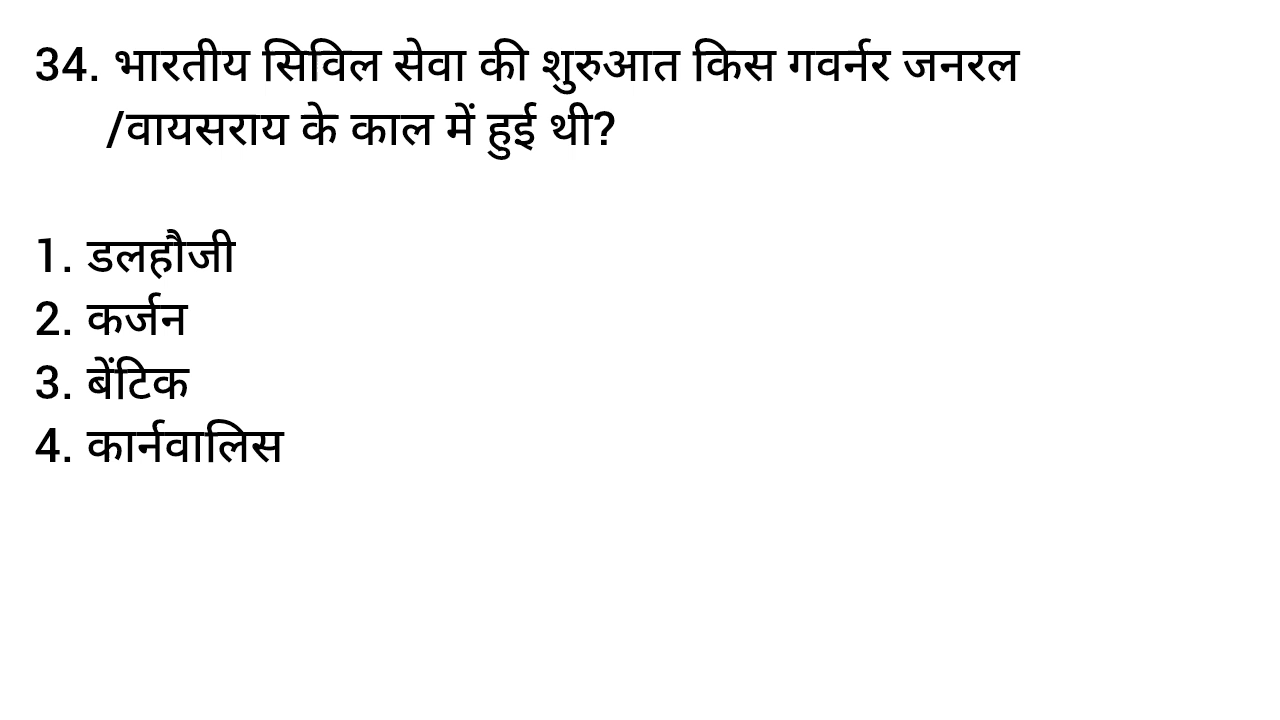 34. भारतीय सिविल सेवा की शुरुआत किस गवर्नर जनरल
/वायसराय के काल में हुई थी?
1. डलहौजी
2. कर्जन
3. बेंटिक
4. कार्नवालिस